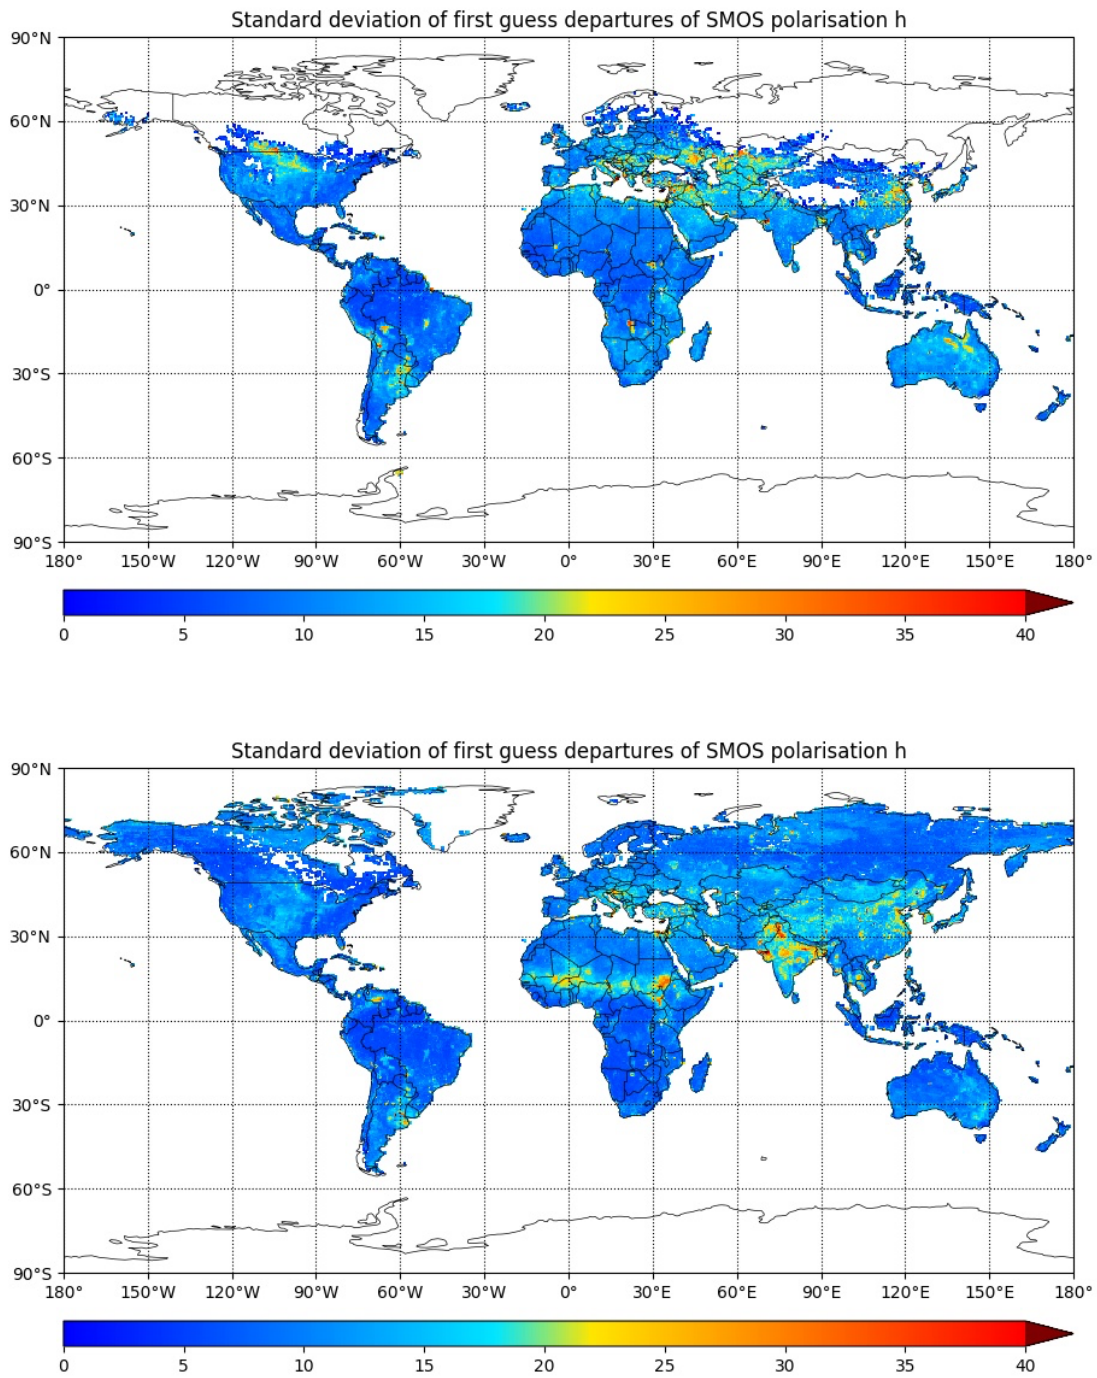 Standard deviation of first guess departures of SMOS polarisation h
90°N
60°N
30°N
0°
30°S
60°S
90°S
180° 150°W 120°W 90°W 60°W 30°W 0° 30°E 60°E 90°E 120°E 150°E 180°
0 5 10 15 20 25 30 35 40
Standard deviation of first guess departures of SMOS polarisation h
90°N
60°N
30°N
0°
30°S
60°S
90°S
180° 150°W 120°W 90°W 60°W 30°W 0° 30°E 60°E 90°E 120°E 150°E 180°
0 5 10 15 20 25 30 35 40